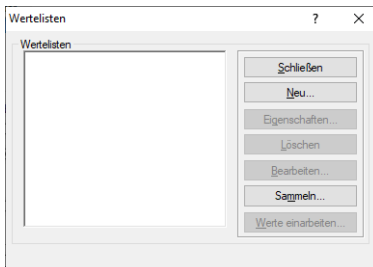 Wertelisten
?
Wertelisten
Schließen
Neu...
Eigenschaften...
Löschen
Bearbeiten...
Sammeln...
Werte einarbeiten...